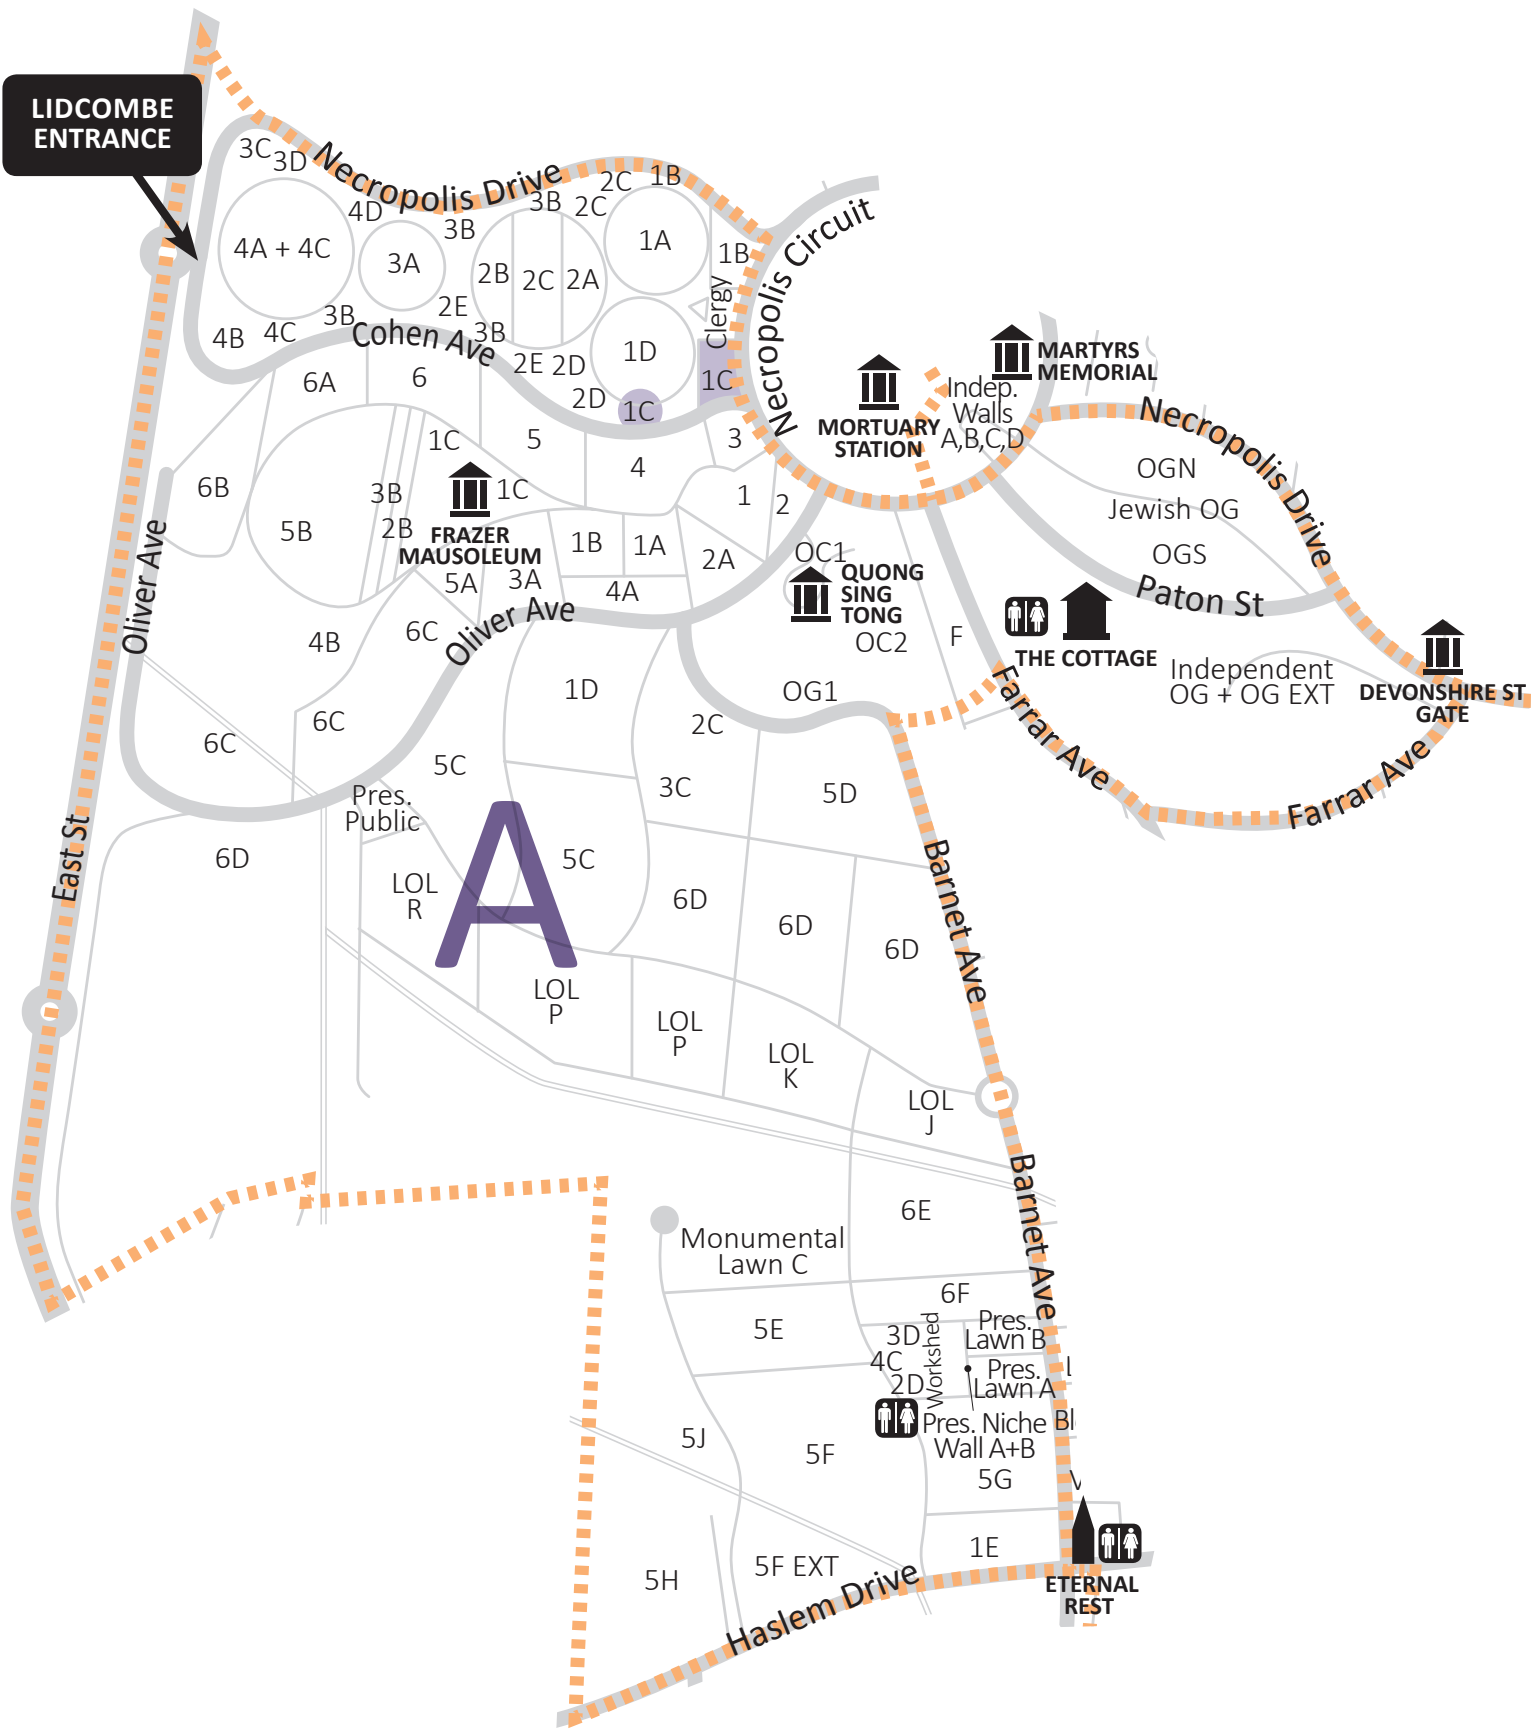 LIDCOMBE
ENTRANCE
3C
3D
Necropolis Drive
4D
3B
3B
2C
2C
1B
4A + 4C
3A
2B
2C
2A
1A
1B
Clergy
Necropolis Circuit
2E
3B
4B
4C
Cohen Ave
3B
2E
2D
1D
1C
2D
1C
6A
6
1C
5
4
3
MORTUARY
STATION
Indep.
Walls
A,B,C,D
MARTYRS
MEMORIAL
Necropolis Drive
OGN
Jewish OG
OGS
Paton St
6B
5B
3B
2B
1C
FRAZER
MAUSOLEUM
1B
1A
1
2
2A
5A
3A
4A
OC1
QUONG
SING
TONG
OC2
F
THE COTTAGE
Independent
OG + OG EXT
DEVONSHIRE ST
GATE
Oliver Ave
4B
6C
Oliver Ave
1D
OG1
Farrar Ave
Farrar Ave
6C
6C
2C
5C
3C
5D
Pres.
Public
East St
6D
A
LOL
R
5C
6D
6D
6D
Barnet Ave
LOL
P
LOL
P
LOL
K
LOL
J
Barnet Ave
6E
Monumental
Lawn C
6F
5E
3D
4C
2D
Workshed
Pres.
Lawn B
Pres.
Lawn A
Pres. Niche
Wall A+B
5J
5F
5G
1E
5H
5F EXT
Haslem Drive
ETERNAL
REST